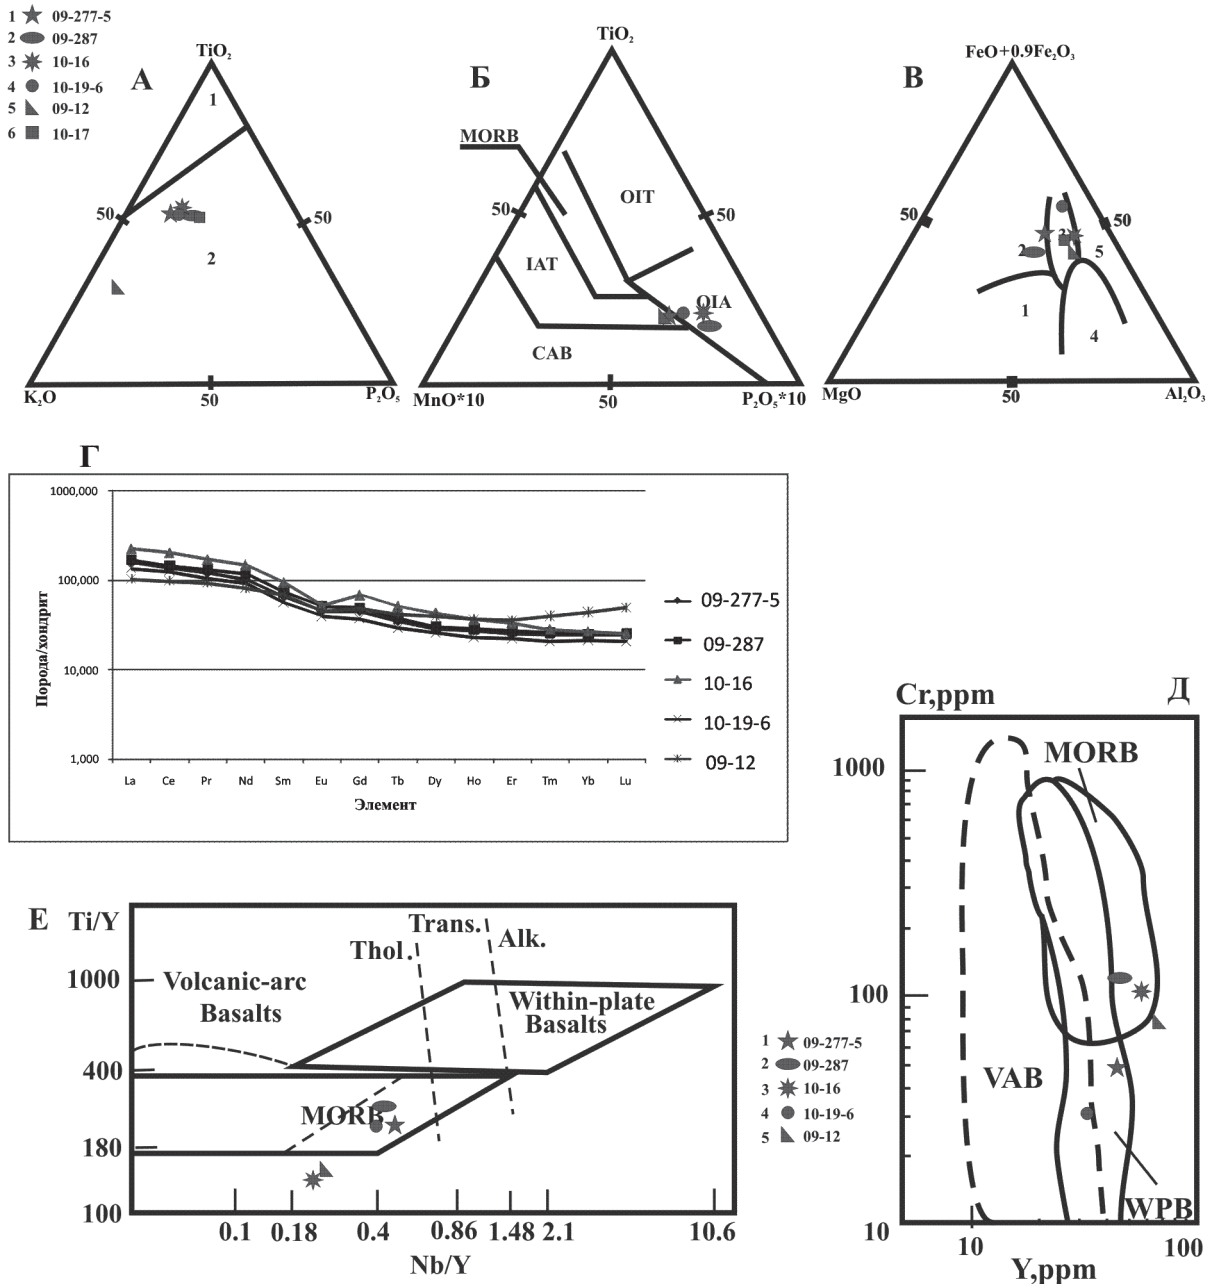 1 09-277-5
2 09-287
3 10-16
4 10-19-6
5 09-12
6 10-17
А
TiO₂
1
50
50
2
K₂O
50
P₂O₅
Б
TiO₂
MORB
OIT
50
50
IAT
OIA
CAB
MnO*10
50
P₂O₅*10
В
FeO+0.9Fe₂O₃
50
50
2
3
5
1
4
MgO
50
Al₂O₃
Г
1000,000
100,000
10,000
1,000
Порода/хондрит
La Ce Pr Nd Sm Eu Gd Tb Dy Ho Er Tm Yb Lu
Элемент
09-277-5
09-287
10-16
10-19-6
09-12
Д
Cr,ppm
1000
100
10
MORB
VAB
WPB
10
100
Y,ppm
1 09-277-5
2 09-287
3 10-16
4 10-19-6
5 09-12
Е
Ti/Y
1000
400
180
100
Volcanic-arc
Basalts
Thol.
Trans.
Alk.
Within-plate
Basalts
MORB
0.1 0.18 0.4 0.86 1.48 2.1 10.6
Nb/Y